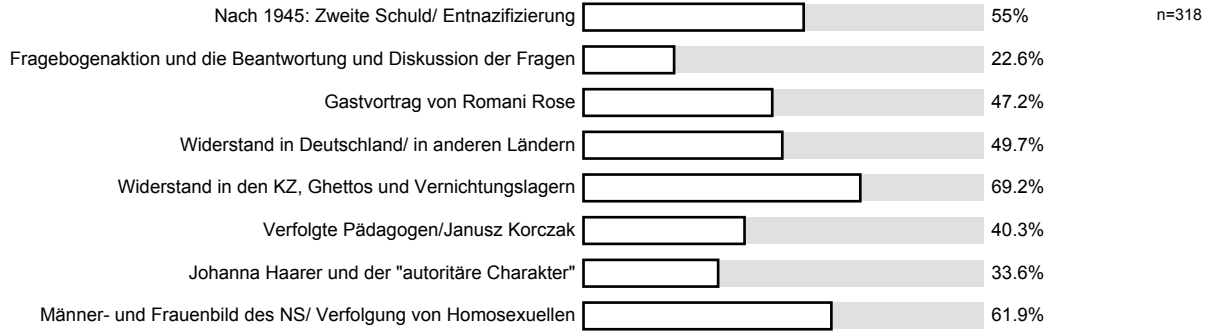 Nach 1945: Zweite Schuld/ Entnazifizierung 55% n=318
Fragebogenaktion und die Beantwortung und Diskussion der Fragen 22.6%
Gastvortrag von Romani Rose 47.2%
Widerstand in Deutschland/ in anderen Ländern 49.7%
Widerstand in den KZ, Ghettos und Vernichtungslagern 69.2%
Verfolgte Pädagogen/Janusz Korczak 40.3%
Johanna Haarer und der "autoritäre Charakter" 33.6%
Männer- und Frauenbild des NS/ Verfolgung von Homosexuellen 61.9%